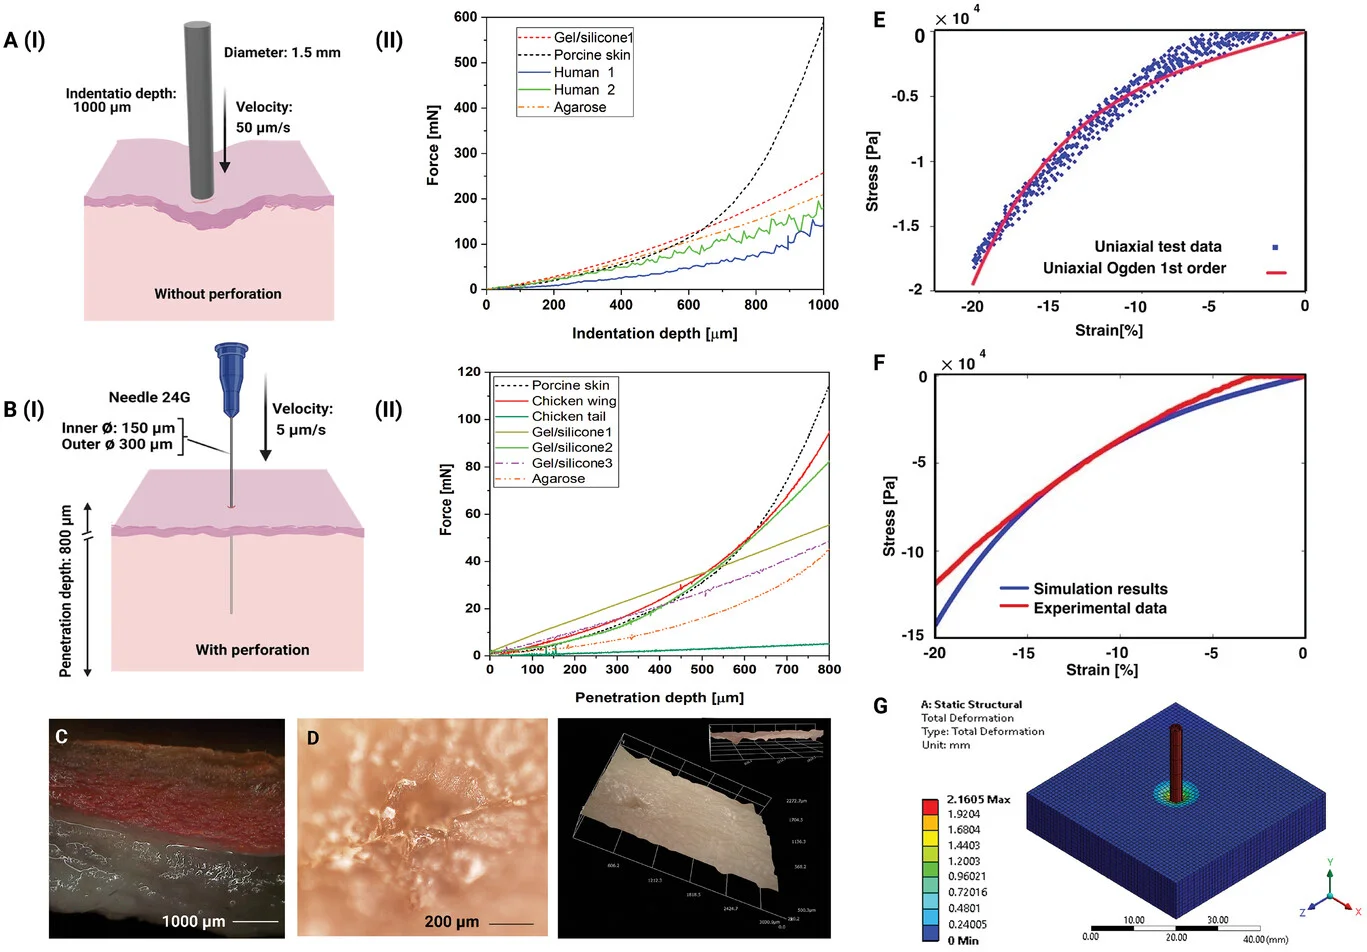 A (I)
Diameter: 1.5 mm
Indentatio depth:
1000 μm
Velocity:
50 μm/s
Without perforation
(II)
Force [mN]
600
500
400
300
200
100
0
Gel/silicone1
Porcine skin
Human 1
Human 2
Agarose
0 200 400 600 800 1000
Indentation depth [μm]
E
× 10 4
0
-0.5
-1
-1.5
-2
Stress [Pa]
Uniaxial test data
Uniaxial Ogden 1st order
-20 -15 -10 -5 0
Strain[%]
B (I)
Needle 24G
Inner Ø: 150 μm
Outer ø 300 μm
Velocity:
5 μm/s
Penetration depth: 800 μm
With perforation
(II)
Force [mN]
120
100
80
60
40
20
0
Porcine skin
Chicken wing
Chicken tail
Gel/silicone1
Gel/silicone2
Gel/silicone3
Agarose
0 100 200 300 400 500 600 700 800
Penetration depth [μm]
F
× 10 4
0
-5
-10
-15
Stress [Pa]
Simulation results
Experimental data
-20 -15 -10 -5 0
Strain [%]
C
1000 μm
D
200 μm
G
A: Static Structural
Total Deformation
Type: Total Deformation
Unit: mm
2.1605 Max
1.9204
1.6804
1.4403
1.2003
0.96021
0.72016
0.4801
0.24005
0 Min
10.00 30.00
0.00 20.00 40.00 (mm)
Y
Z X